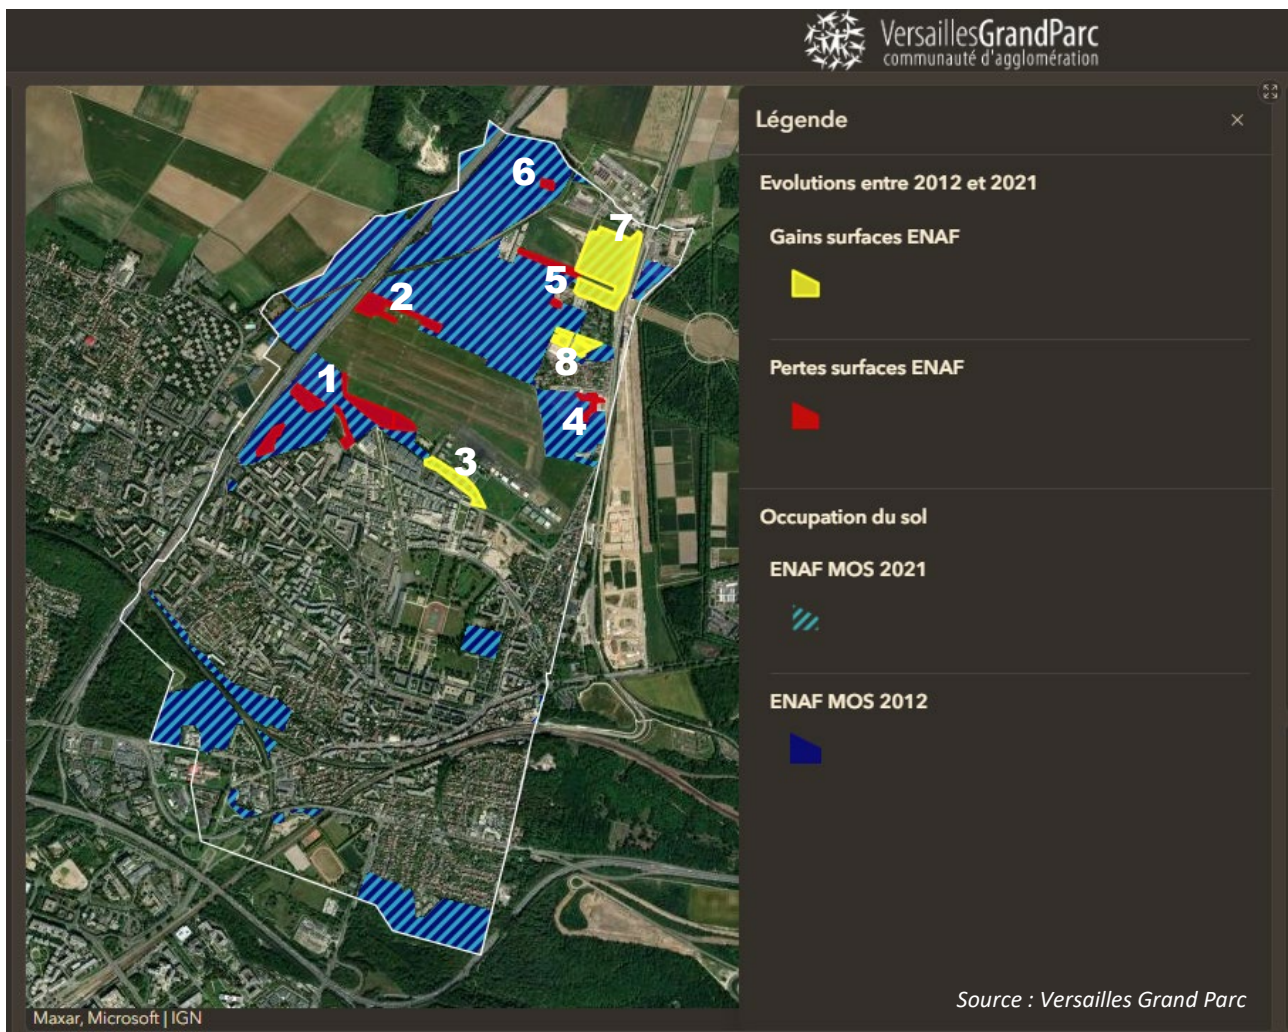 VersaillesGrandParc
communauté d'agglomération
Légende
Evolutions entre 2012 et 2021
Gains surfaces ENAF
Pertes surfaces ENAF
Occupation du sol
ENAF MOS 2021
ENAF MOS 2012
6
7
5
2
8
1
4
3
Source : Versailles Grand Parc
Maxar, Microsoft | IGN